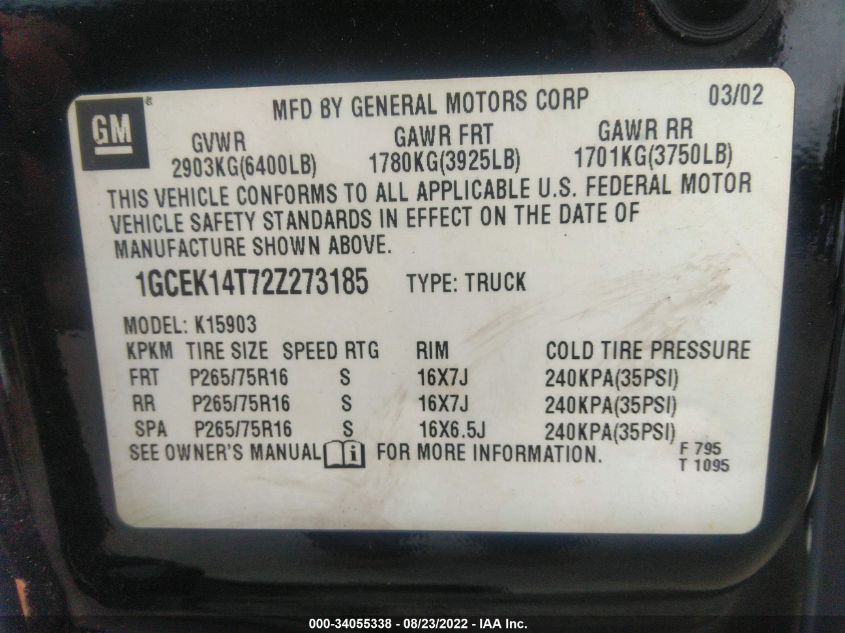 GM
MFD BY GENERAL MOTORS CORP 03/02
GVWR GAWR FRT GAWR RR
2903KG(6400LB) 1780KG(3925LB) 1701KG(3750LB)
THIS VEHICLE CONFORMS TO ALL APPLICABLE U.S. FEDERAL MOTOR
VEHICLE SAFETY STANDARDS IN EFFECT ON THE DATE OF
MANUFACTURE SHOWN ABOVE.
1GCEK14T72Z273185 TYPE: TRUCK
MODEL: K15903
KPKM TIRE SIZE SPEED RTG RIM COLD TIRE PRESSURE
FRT P265/75R16 S 16X7J 240KPA(35PSI)
RR P265/75R16 S 16X7J 240KPA(35PSI)
SPA P265/75R16 S 16X6.5J 240KPA(35PSI)
SEE OWNER'S MANUAL FOR MORE INFORMATION.
F 795
T 1095
000-34055338 - 08/23/2022 - IAA Inc.